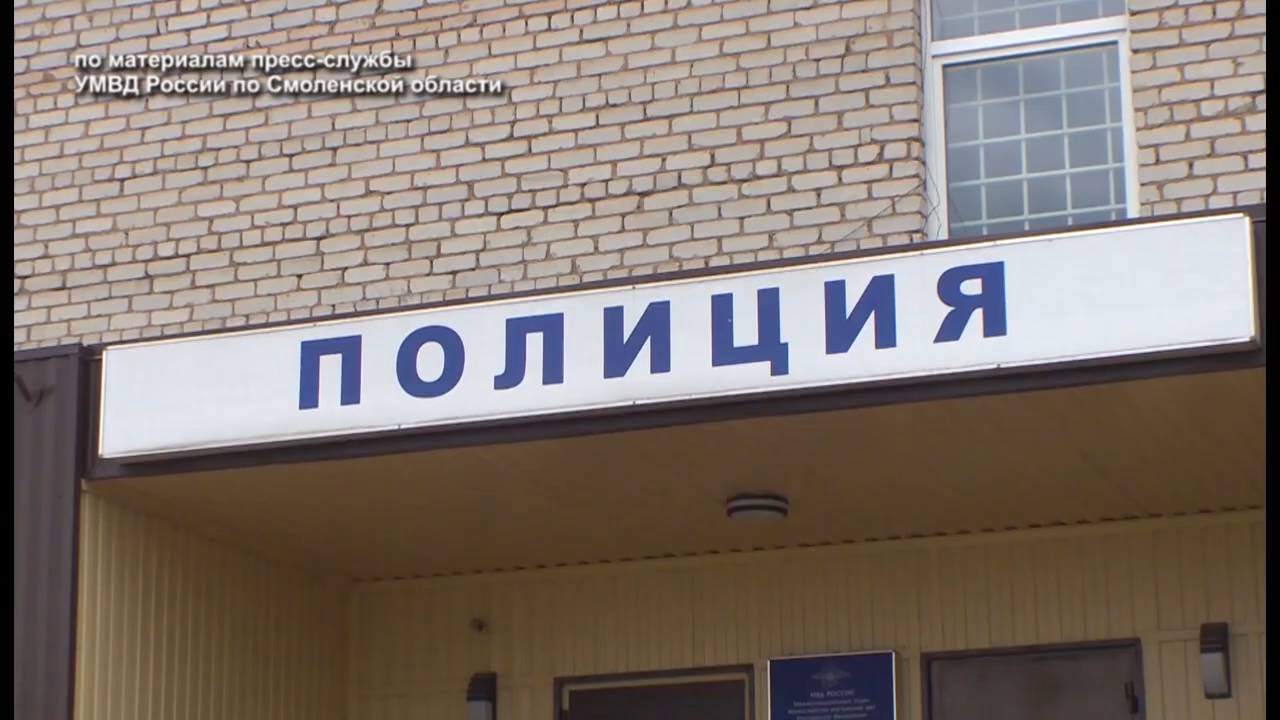 по материалам пресс-службы
УМВД России по Смоленской области
ПОЛИЦИЯ
МВД РОССИИ